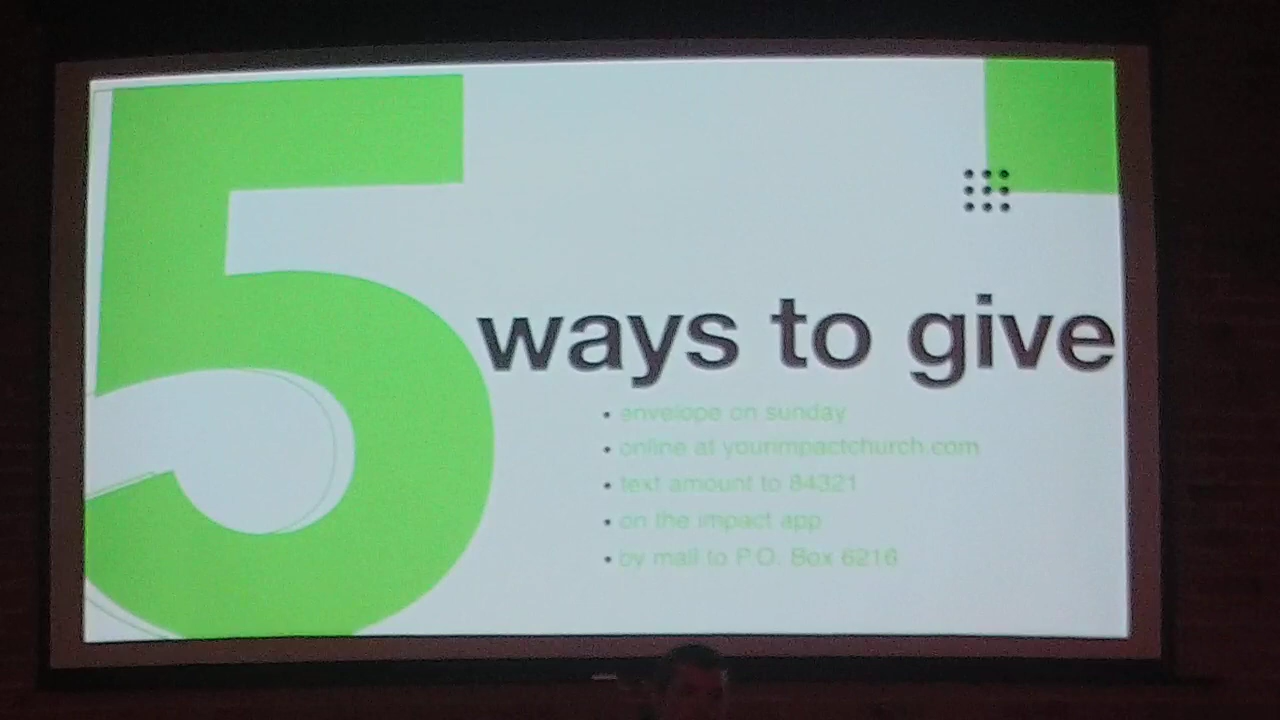 5 ways to give
• envelope on sunday
• online at yourimpactchurch.com
• text amount to 84321
• on the impact app
• by mail to P.O. Box 6216